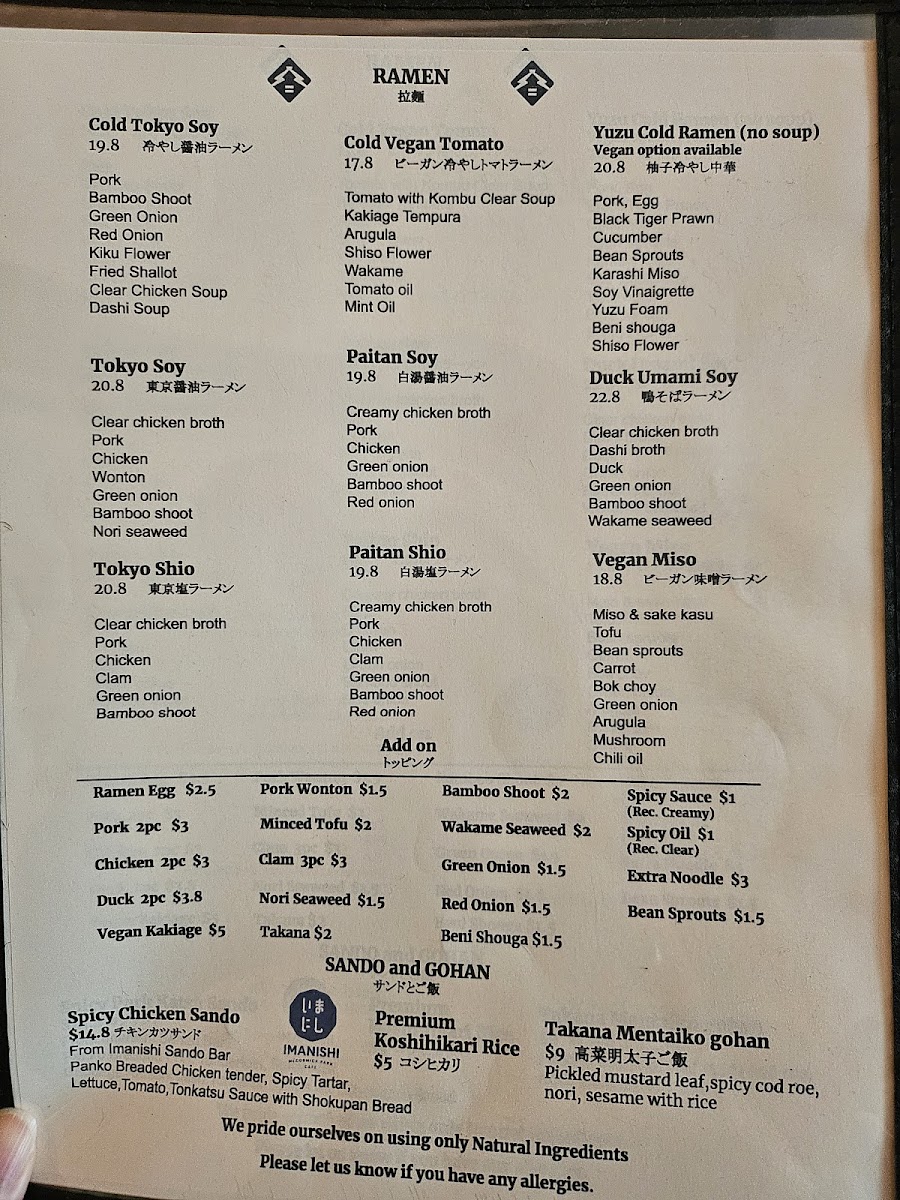 RAMEN
拉麺
Cold Tokyo Soy
19.8 冷やし醤油ラーメン
Pork
Bamboo Shoot
Green Onion
Red Onion
Kiku Flower
Fried Shallot
Clear Chicken Soup
Dashi Soup
Cold Vegan Tomato
17.8 ビーガン冷やしトマトラーメン
Tomato with Kombu Clear Soup
Kakiage Tempura
Arugula
Shiso Flower
Wakame
Tomato oil
Mint Oil
Yuzu Cold Ramen (no soup)
Vegan option available
20.8 柚子冷やし中華
Pork, Egg
Black Tiger Prawn
Cucumber
Bean Sprouts
Karashi Miso
Soy Vinaigrette
Yuzu Foam
Beni shouga
Shiso Flower
Tokyo Soy
20.8 東京醤油ラーメン
Clear chicken broth
Pork
Chicken
Wonton
Green onion
Bamboo shoot
Nori seaweed
Paitan Soy
19.8 白湯醤油ラーメン
Creamy chicken broth
Pork
Chicken
Green onion
Bamboo shoot
Red onion
Duck Umami Soy
22.8 鴨そばラーメン
Clear chicken broth
Dashi broth
Duck
Green onion
Bamboo shoot
Wakame seaweed
Tokyo Shio
20.8 東京塩ラーメン
Clear chicken broth
Pork
Chicken
Clam
Green onion
Bamboo shoot
Paitan Shio
19.8 白湯塩ラーメン
Creamy chicken broth
Pork
Chicken
Clam
Green onion
Bamboo shoot
Red onion
Vegan Miso
18.8 ビーガン味噌ラーメン
Miso & sake kasu
Tofu
Bean sprouts
Carrot
Bok choy
Green onion
Arugula
Mushroom
Chili oil
Add on
トッピング
Ramen Egg $2.5
Pork 2pc $3
Chicken 2pc $3
Duck 2pc $3.8
Vegan Kakiage $5
Pork Wonton $1.5
Minced Tofu $2
Clam 3pc $3
Nori Seaweed $1.5
Takana $2
Bamboo Shoot $2
Wakame Seaweed $2
Green Onion $1.5
Red Onion $1.5
Beni Shouga $1.5
Spicy Sauce $1
(Rec. Creamy)
Spicy Oil $1
(Rec. Clear)
Extra Noodle $3
Bean Sprouts $1.5
SANDO and GOHAN
サンドとご飯
Spicy Chicken Sando
$14.8 チキンカツサンド
From Imanishi Sando Bar
Panko Breaded Chicken tender, Spicy Tartar,
Lettuce,Tomato,Tonkatsu Sauce with Shokupan Bread
いま
にし
IMANISHI
Premium
Koshihikari Rice
$5 コシヒカリ
Takana Mentaiko gohan
$9 高菜明太子ご飯
Pickled mustard leaf,spicy cod roe,
nori, sesame with rice
We pride ourselves on using only Natural Ingredients
Please let us know if you have any allergies.